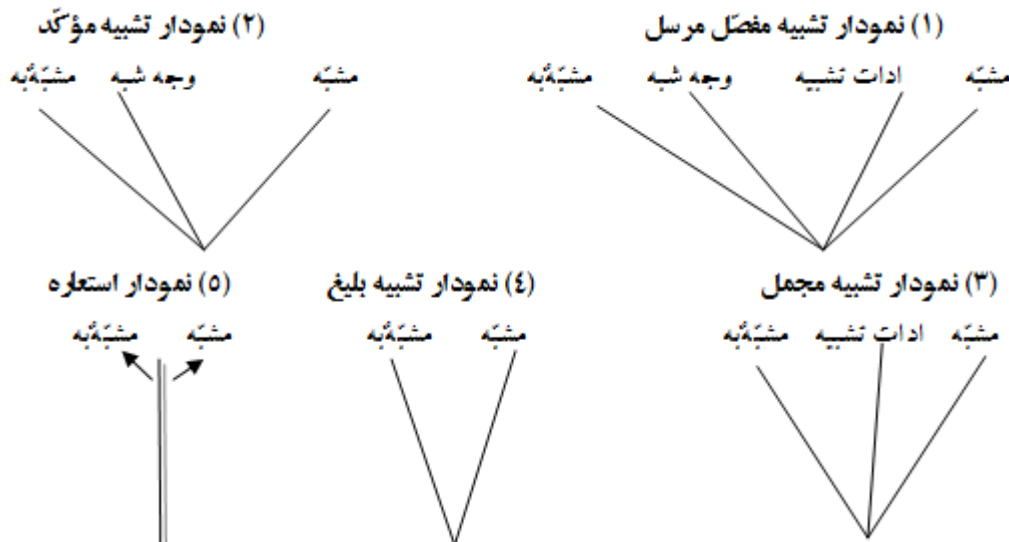 (۱) نمودار تشبیه مفصّل مرسل
مشبّه ادات تشبیه وجه شبه مشبّهٌ‌به
(۲) نمودار تشبیه مؤکّد
مشبّه وجه شبه مشبّهٌ‌به
(۳) نمودار تشبیه مجمل
مشبّه ادات تشبیه مشبّهٌ‌به
(٤) نمودار تشبیه بلیغ
مشبّه مشبّهٌ‌به
(٥) نمودار استعاره
مشبّه مشبّهٌ‌به